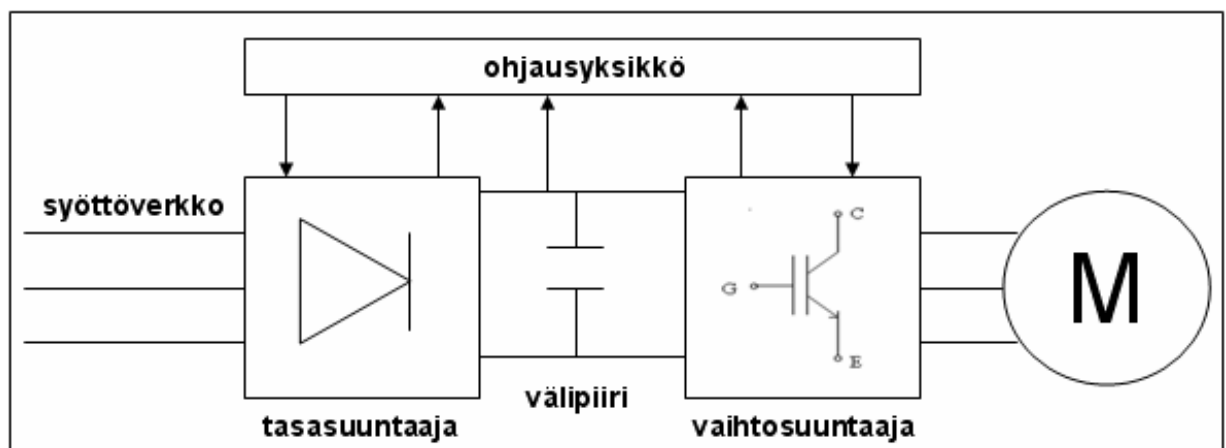 ohjausyksikkö
syöttöverkko
C
G
M
E
välipiiri
tasasuuntaaja
vaihtosuuntaaja